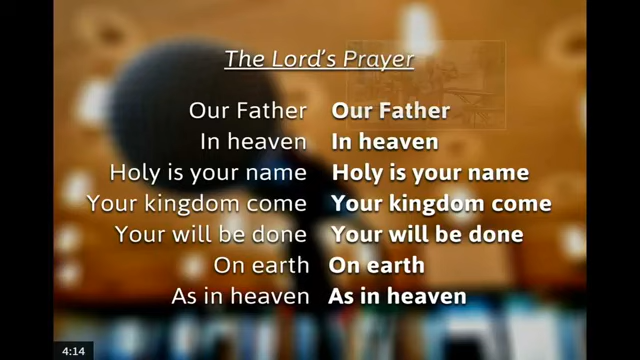 The Lord's Prayer
Our Father Our Father
In heaven In heaven
Holy is your name Holy is your name
Your kingdom come Your kingdom come
Your will be done Your will be done
On earth On earth
As in heaven As in heaven
4:14